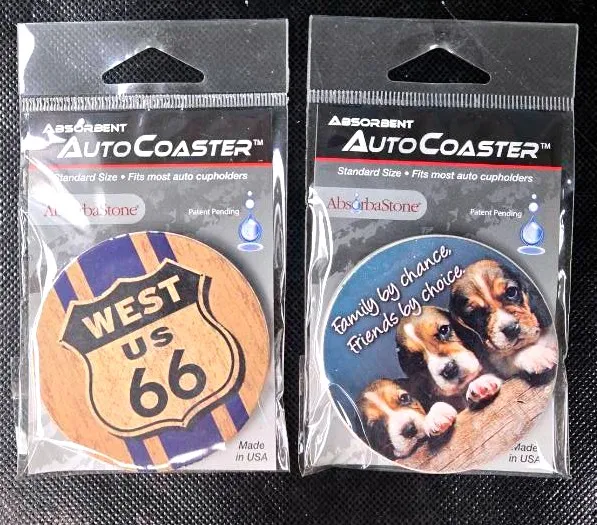 ABSORBENT
AUTOCOASTER™
Standard Size • Fits most auto cupholders
AbsorbaStone®
Patent Pending
WEST
US
66
Made
in USA
ABSORBENT
AUTOCOASTER™
Standard Size • Fits most auto cupholders
AbsorbaStone®
Patent Pending
Family by chance,
Friends by choice.
Made
in USA